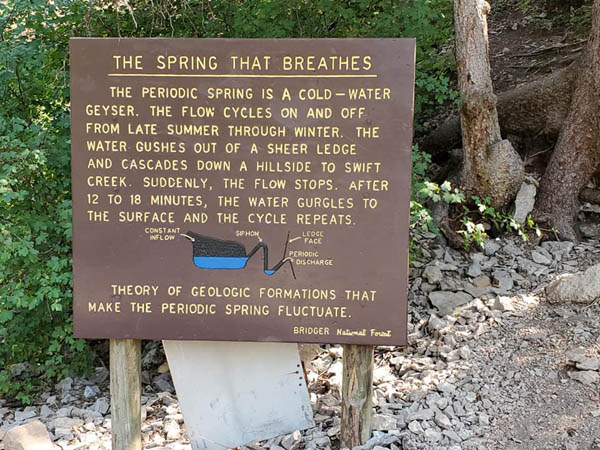 THE SPRING THAT BREATHES
THE PERIODIC SPRING IS A COLD-WATER
GEYSER. THE FLOW CYCLES ON AND OFF
FROM LATE SUMMER THROUGH WINTER. THE
WATER GUSHES OUT OF A SHEER LEDGE
AND CASCADES DOWN A HILLSIDE TO SWIFT
CREEK. SUDDENLY, THE FLOW STOPS. AFTER
12 TO 18 MINUTES, THE WATER GURGLES TO
THE SURFACE AND THE CYCLE REPEATS.
CONSTANT
INFLOW
SIPHON
LEDGE
FACE
PERIODIC
DISCHARGE
THEORY OF GEOLOGIC FORMATIONS THAT
MAKE THE PERIODIC SPRING FLUCTUATE.
BRIDGER National Forest